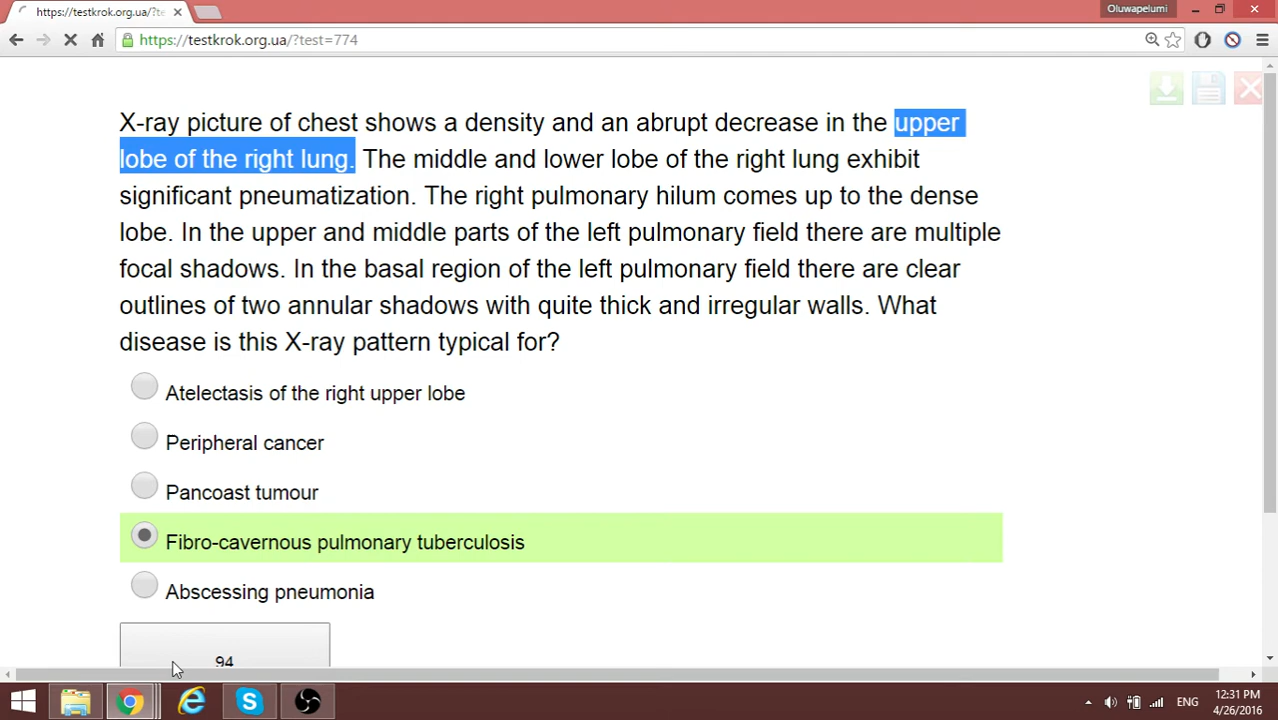 https://testkrok.org.ua/?te
Oluwapelumi
https://testkrok.org.ua/?test=774
X-ray picture of chest shows a density and an abrupt decrease in the upper
lobe of the right lung. The middle and lower lobe of the right lung exhibit
significant pneumatization. The right pulmonary hilum comes up to the dense
lobe. In the upper and middle parts of the left pulmonary field there are multiple
focal shadows. In the basal region of the left pulmonary field there are clear
outlines of two annular shadows with quite thick and irregular walls. What
disease is this X-ray pattern typical for?
Atelectasis of the right upper lobe
Peripheral cancer
Pancoast tumour
Fibro-cavernous pulmonary tuberculosis
Abscessing pneumonia
94
ENG
12:31 PM
4/26/2016